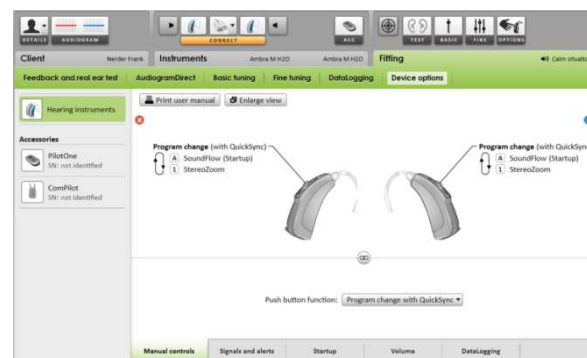 DETAILS AUDIOGRAM CONNECT ACC TEST BASIC FINE OPTIONS
Client Nerder Frank Instruments Ambra M H2O Ambra M H2O Fitting Calm situatio
Feedback and real ear test AudiogramDirect Basic tuning Fine tuning DataLogging Device options
Hearing instruments
Print user manual Enlarge view
Accessories
PilotOne
SN: not identified
ComPilot
SN: not identified
Program change (with QuickSync)
A SoundFlow (Startup)
1 StereoZoom
Program change (with QuickSyn
A SoundFlow (Startup)
1 StereoZoom
Push button function: Program change with QuickSync
Manual controls Signals and alerts Startup Volume DataLogging